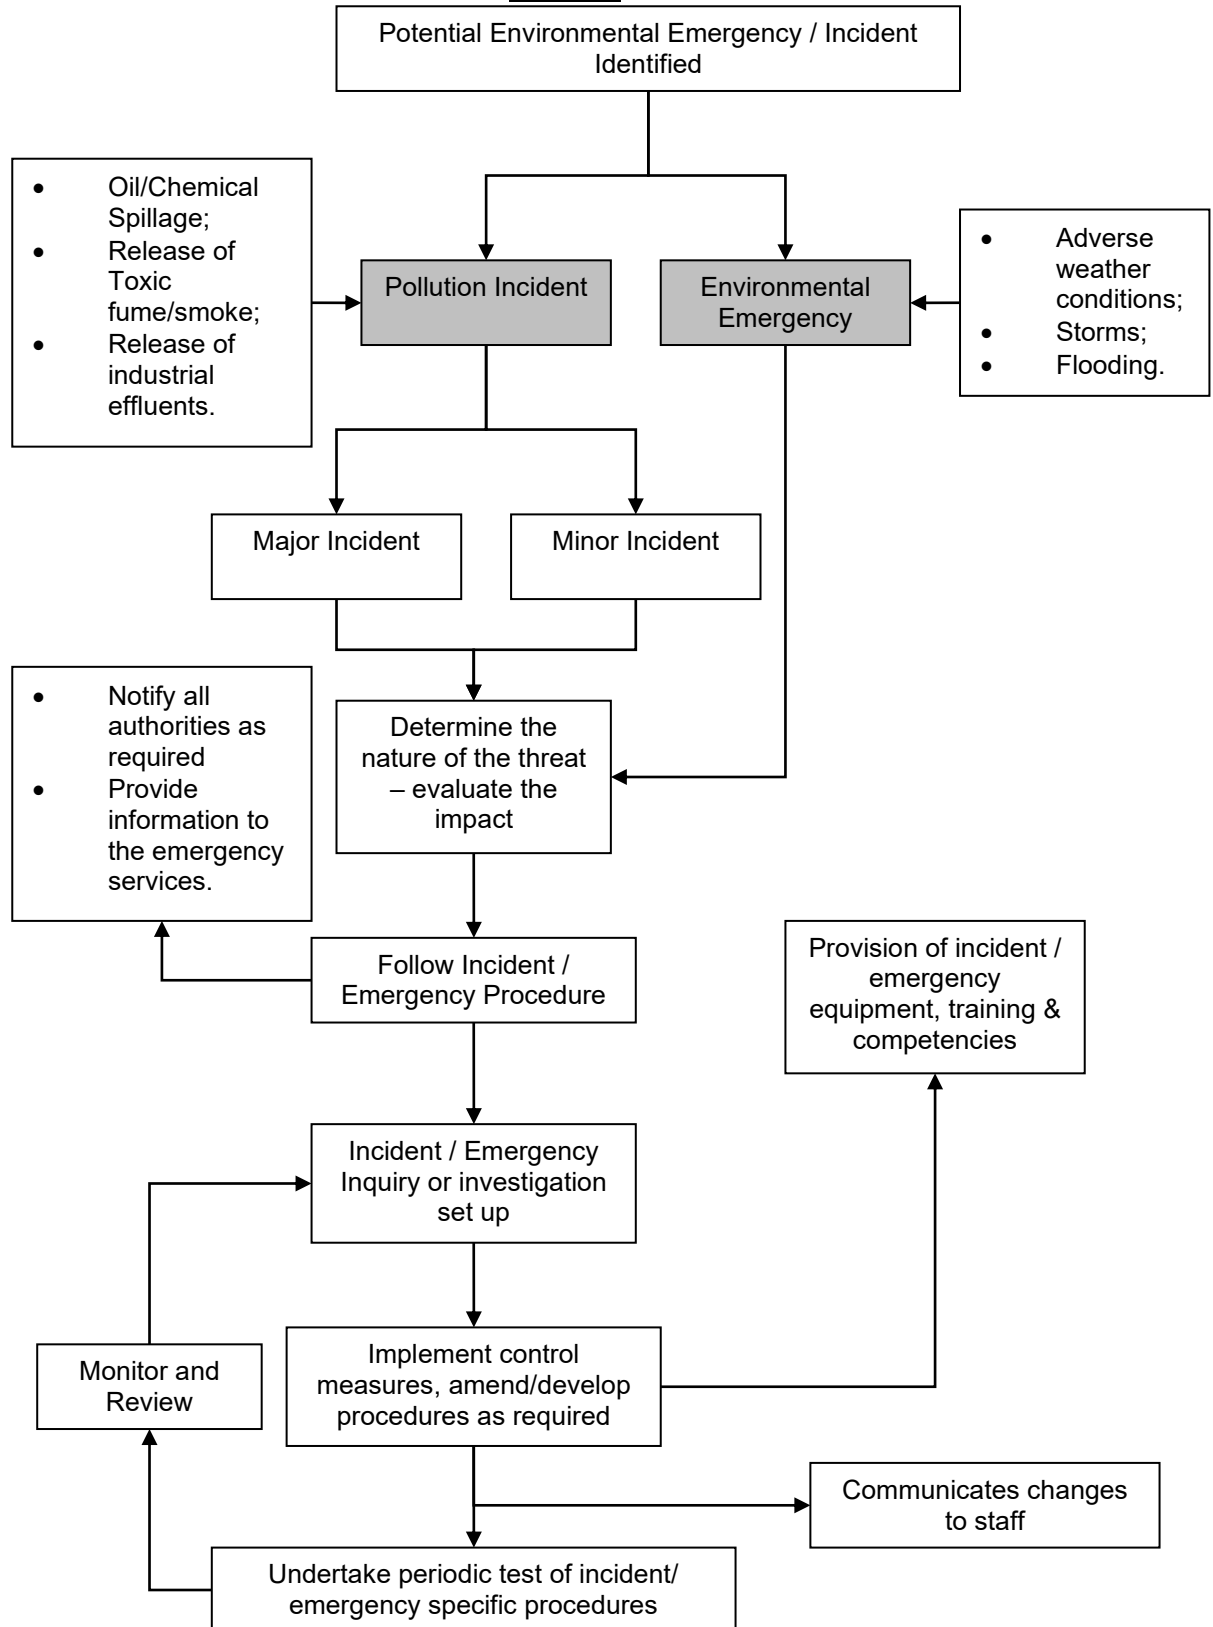 Potential Environmental Emergency / Incident
Identified
• Oil/Chemical
Spillage;
• Release of
Toxic
fume/smoke;
• Release of
industrial
effluents.
Pollution Incident
Environmental
Emergency
• Adverse
weather
conditions;
• Storms;
• Flooding.
Major Incident
Minor Incident
• Notify all
authorities as
required
• Provide
information to
the emergency
services.
Determine the
nature of the threat
– evaluate the
impact
Follow Incident /
Emergency Procedure
Provision of incident /
emergency
equipment, training &
competencies
Incident / Emergency
Inquiry or investigation
set up
Monitor and
Review
Implement control
measures, amend/develop
procedures as required
Communicates changes
to staff
Undertake periodic test of incident/
emergency specific procedures